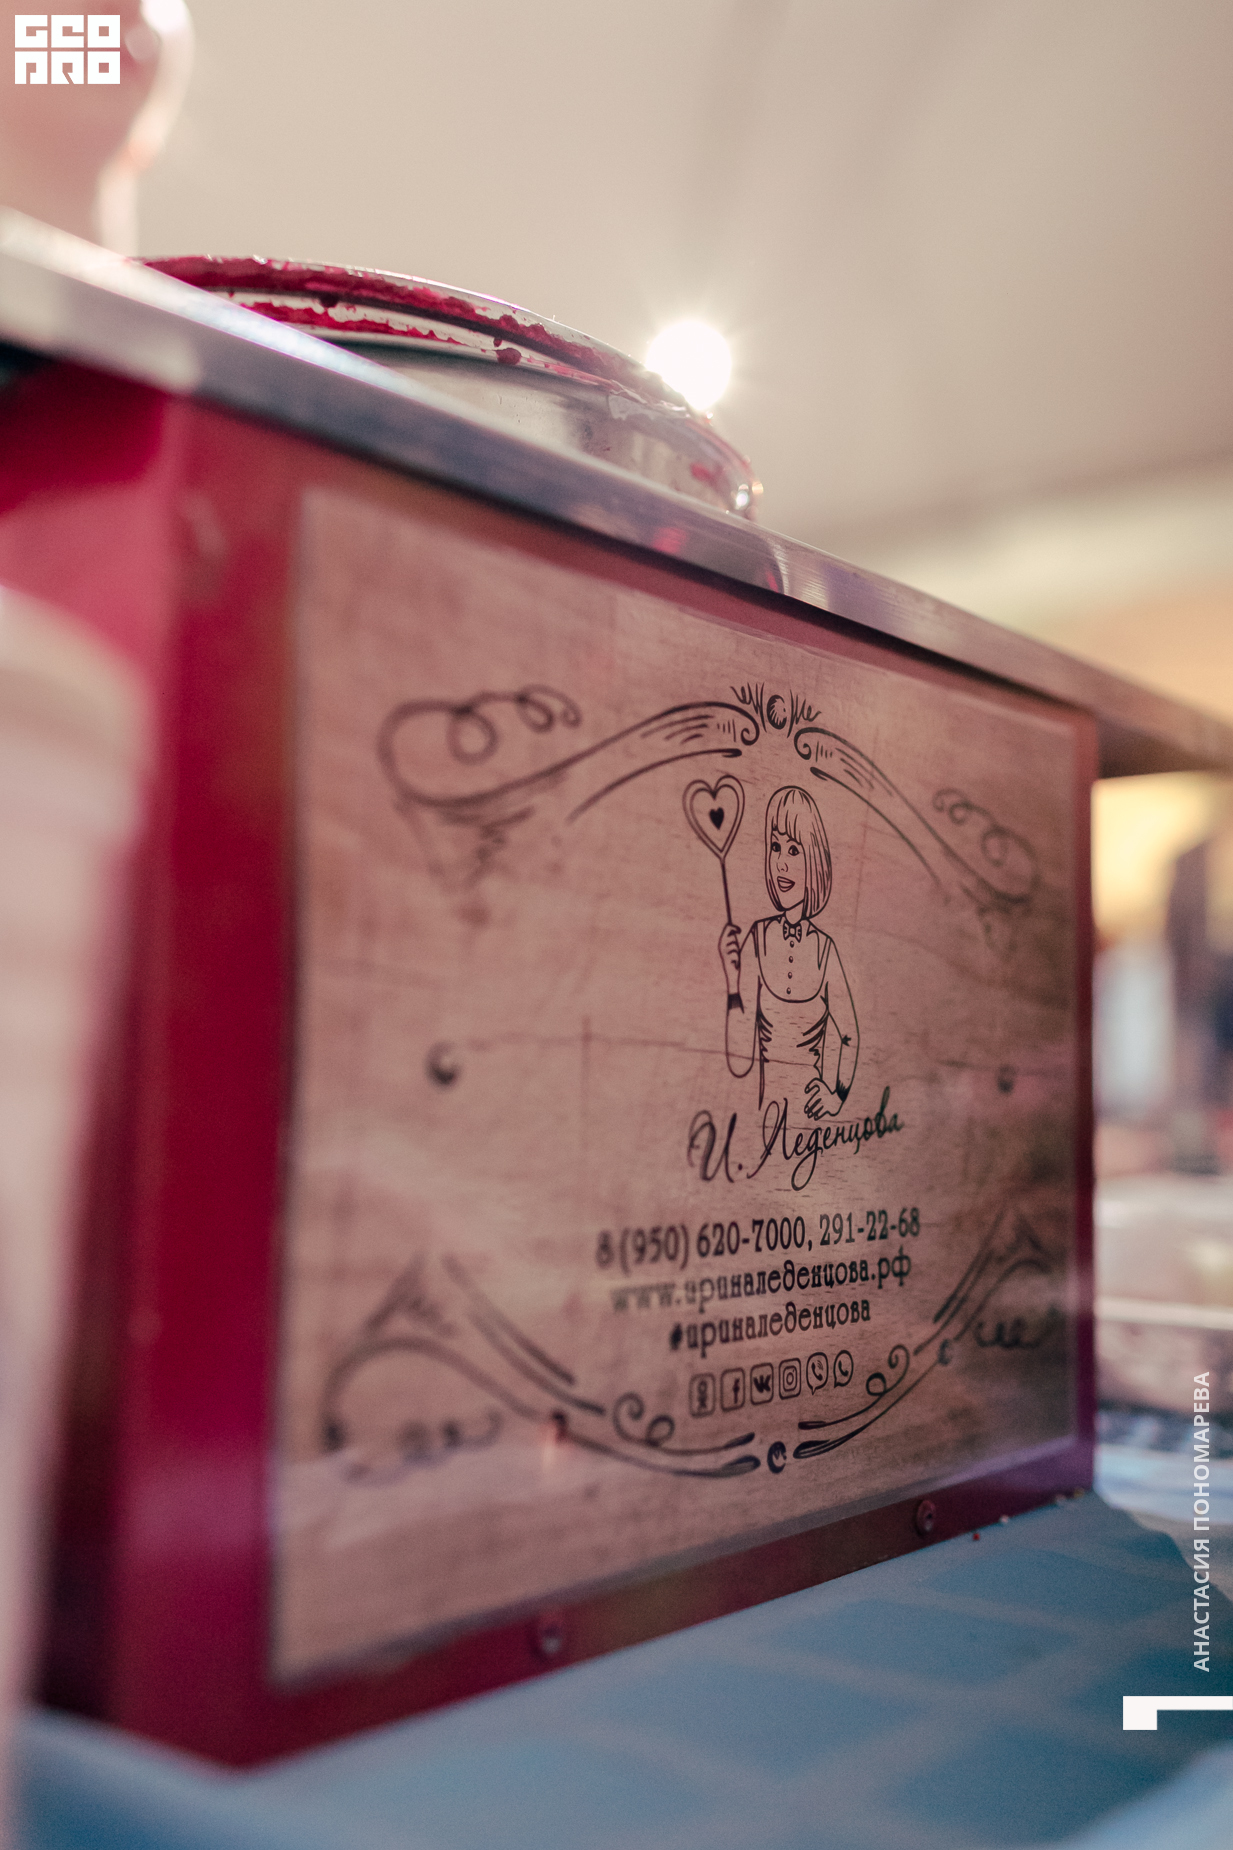 GEO
PRO
И. Леденцова
8 (950) 620-7000, 291-22-68
www.ириналеденцова.рф
#ириналеденцова
АНАСТАСИЯ ПОНОМАРЕВА